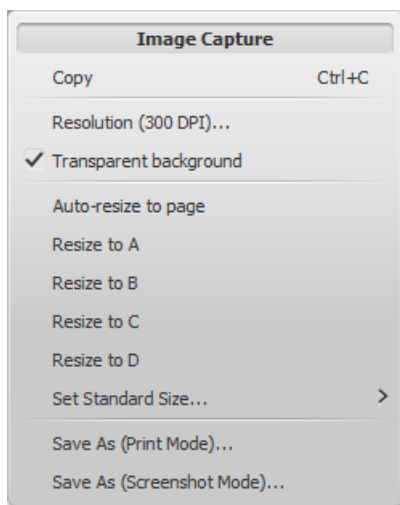 Image Capture
Copy Ctrl+C
Resolution (300 DPI)...
Transparent background
Auto-resize to page
Resize to A
Resize to B
Resize to C
Resize to D
Set Standard Size...
Save As (Print Mode)...
Save As (Screenshot Mode)...